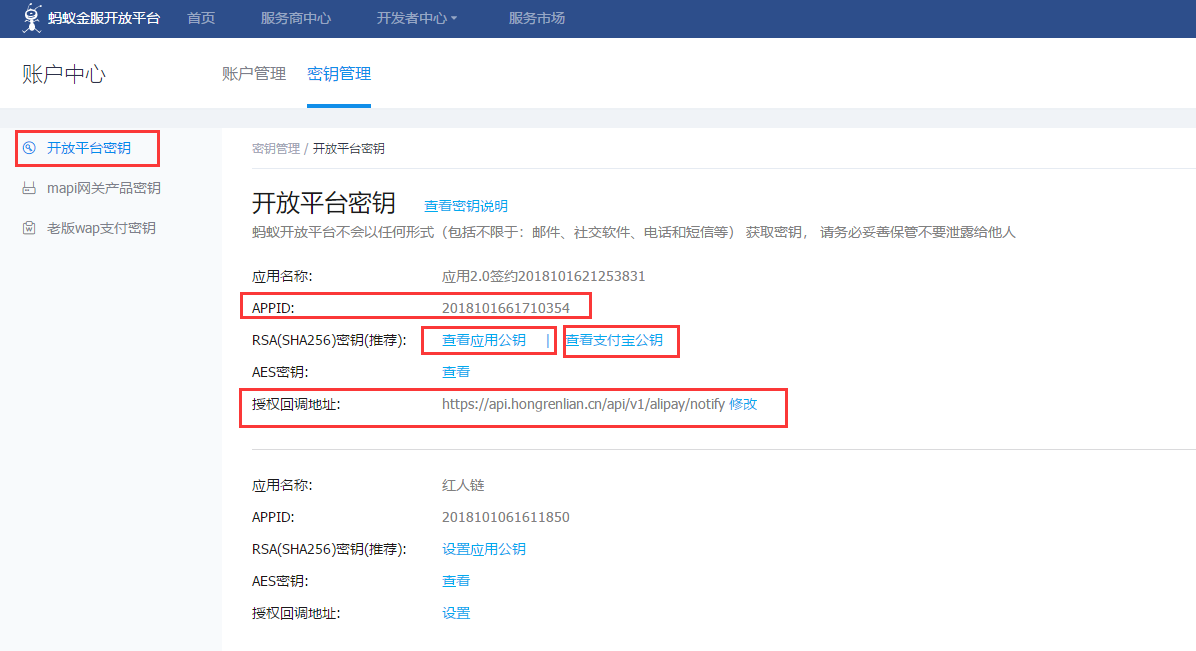 蚂蚁金服开放平台 首页 服务商中心 开发者中心 服务市场
账户中心 账户管理 密钥管理
开放平台密钥
mapi网关产品密钥
老版wap支付密钥
密钥管理 / 开放平台密钥
开放平台密钥 查看密钥说明
蚂蚁开放平台不会以任何形式（包括不限于：邮件、社交软件、电话和短信等） 获取密钥， 请务必妥善保管不要泄露给他人
应用名称: 应用2.0签约2018101621253831
APPID: 2018101661710354
RSA(SHA256)密钥(推荐): 查看应用公钥 | 查看支付宝公钥
AES密钥: 查看
授权回调地址: https://api.hongrenlian.cn/api/v1/alipay/notify 修改
应用名称: 红人链
APPID: 2018101061611850
RSA(SHA256)密钥(推荐): 设置应用公钥
AES密钥: 查看
授权回调地址: 设置